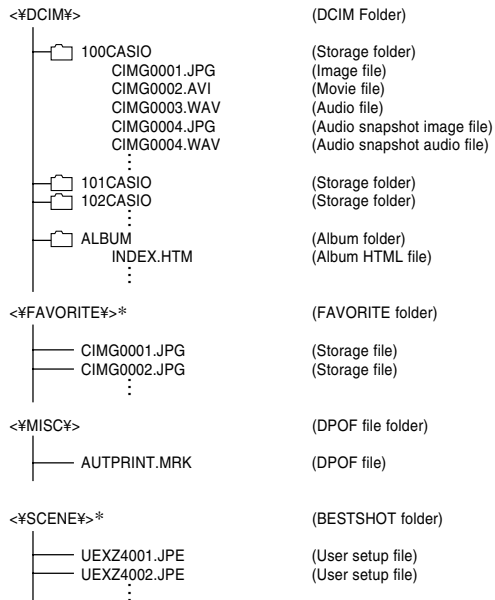 <¥DCIM¥> (DCIM Folder)
100CASIO (Storage folder)
CIMG0001.JPG (Image file)
CIMG0002.AVI (Movie file)
CIMG0003.WAV (Audio file)
CIMG0004.JPG (Audio snapshot image file)
CIMG0004.WAV (Audio snapshot audio file)
101CASIO (Storage folder)
102CASIO (Storage folder)
ALBUM (Album folder)
INDEX.HTM (Album HTML file)
<¥FAVORITE¥>* (FAVORITE folder)
CIMG0001.JPG (Storage file)
CIMG0002.JPG (Storage file)
<¥MISC¥> (DPOF file folder)
AUTPRINT.MRK (DPOF file)
<¥SCENE¥>* (BESTSHOT folder)
UEXZ4001.JPE (User setup file)
UEXZ4002.JPE (User setup file)